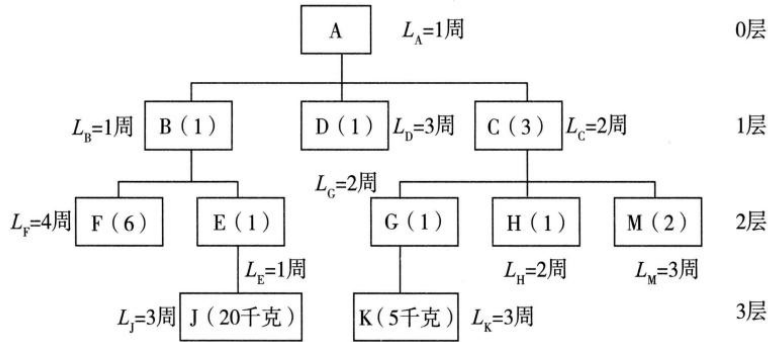 A L_A=1周 0层
L_B=1周 B（1） D（1） L_D=3周 C（3） L_C=2周 1层
L_G=2周
L_F=4周 F（6） E（1） G（1） H（1） M（2） 2层
L_E=1周 L_H=2周 L_M=3周
L_J=3周 J（20千克） K（5千克） L_K=3周 3层